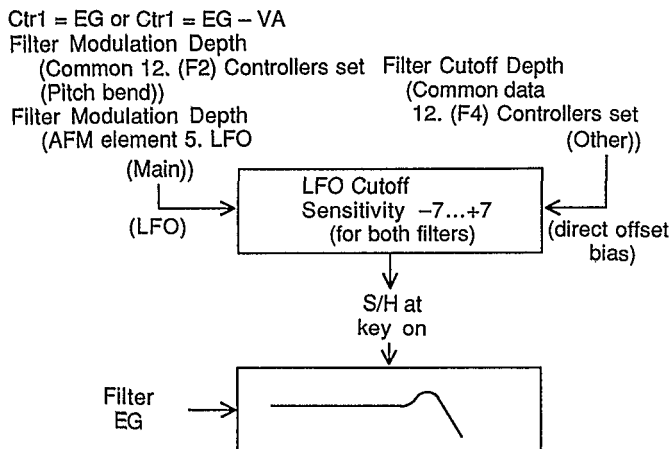 Ctr1 = EG or Ctr1 = EG – VA
Filter Modulation Depth
(Common 12. (F2) Controllers set
(Pitch bend))
Filter Modulation Depth
(AFM element 5. LFO
(Main))
(LFO)
Filter Cutoff Depth
(Common data
12. (F4) Controllers set
(Other))
(direct offset
bias)
LFO Cutoff
Sensitivity –7...+7
(for both filters)
S/H at
key on
Filter
EG